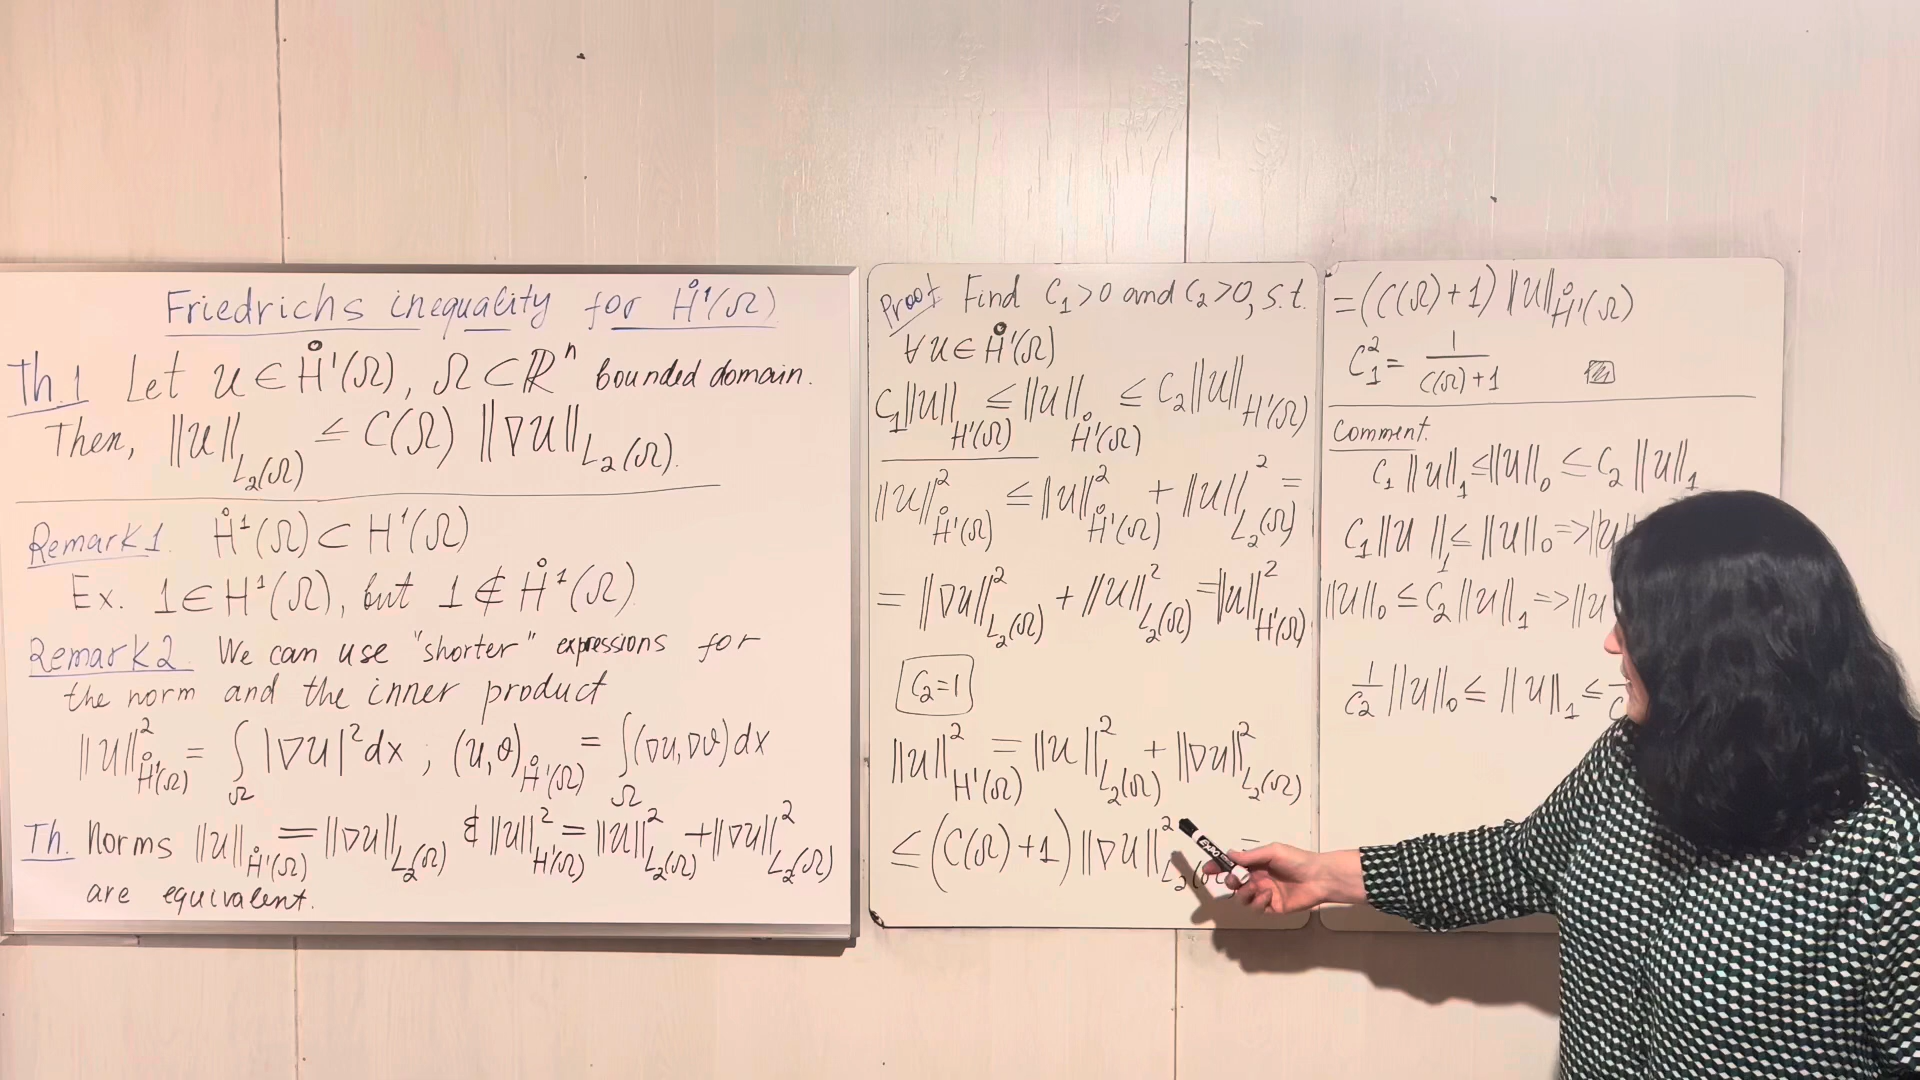 Friedrichs inequality for H̊¹(Ω)
Th.1 Let u ∈ H̊¹(Ω), Ω ⊂ ℝⁿ bounded domain.
Then, ‖u‖_{L₂(Ω)} ≤ C(Ω) ‖∇u‖_{L₂(Ω)}.
Remark 1. H̊¹(Ω) ⊂ H¹(Ω)
Ex. 1 ∈ H¹(Ω), but 1 ∉ H̊¹(Ω)
Remark 2. We can use "shorter" expressions for
the norm and the inner product
‖u‖²_{H̊¹(Ω)} = ∫_Ω |∇u|² dx ; (u,ϑ)_{H̊¹(Ω)} = ∫_Ω (∇u,∇ϑ) dx
Th. Norms ‖u‖_{H̊¹(Ω)} = ‖∇u‖_{L₂(Ω)} & ‖u‖²_{H¹(Ω)} = ‖u‖²_{L₂(Ω)} + ‖∇u‖²_{L₂(Ω)}
are equivalent.
Proof Find C₁>0 and C₂>0, s.t.
∀u∈H̊¹(Ω)
C₁‖u‖_{H¹(Ω)} ≤ ‖u‖_{H̊¹(Ω)} ≤ C₂‖u‖_{H¹(Ω)}
‖u‖²_{H̊¹(Ω)} ≤ ‖u‖²_{H̊¹(Ω)} + ‖u‖²_{L₂(Ω)} =
= ‖∇u‖²_{L₂(Ω)} + ‖u‖²_{L₂(Ω)} = ‖u‖²_{H¹(Ω)}
C₂=1
‖u‖²_{H¹(Ω)} = ‖u‖²_{L₂(Ω)} + ‖∇u‖²_{L₂(Ω)}
≤ (C(Ω)+1) ‖∇u‖²_{L₂(Ω)} =
= (C(Ω)+1) ‖u‖_{H̊¹(Ω)}
C₁² = 1/(C(Ω)+1)
Comment.
C₁‖u‖₁ ≤ ‖u‖₀ ≤ C₂‖u‖₁
C₁‖u‖₁ ≤ ‖u‖₀ => ‖u
‖u‖₀ ≤ C₂‖u‖₁ => ‖u
1/C₂ ‖u‖₀ ≤ ‖u‖₁ ≤
EXPO